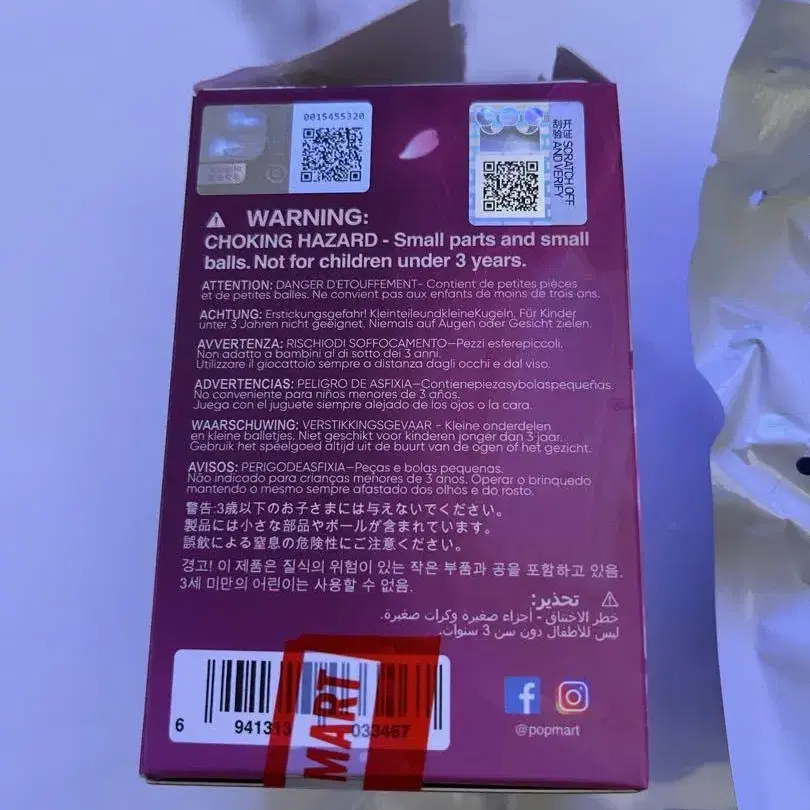 0015455320
刮开
验证
SCRATCH OFF
AND VERIFY
WARNING:
CHOKING HAZARD - Small parts and small
balls. Not for children under 3 years.
ATTENTION: DANGER D'ETOUFFEMENT- Contient de petites pièces
et de petites balles. Ne convient pas aux enfants de moins de trois ans.
ACHTUNG: Erstickungsgefahr! KleinteileundkleineKugeln, Für Kinder
unter 3 Jahren nicht geeignet. Niemals auf Augen oder Gesicht zielen.
AVVERTENZA: RISCHIODI SOFFOCAMENTO-Pezzi esferepiccoli.
Non adatto a bambini al di sotto dei 3 anni.
Utilizzare il giocattolo sempre a distanza dagli occhi e dal viso.
ADVERTENCIAS: PELIGRO DE ASFIXIA-Contienepiezasybolaspequeñas.
No conveniente para niños menores de 3 años.
Juega con el juguete siempre alejado de los ojos o la cara.
WAARSCHUWING: VERSTIKKINGSGEVAAR - Kleine onderdelen
en kleine balletjes. Niet geschikt voor kinderen jonger dan 3 jaar.
Gebruik het speelgoed altijd uit de buurt van de ogen of het gezicht.
AVISOS: PERIGODEASFIXIA-Peças e bolas pequenas.
Não indicado para crianças menores de 3 anos. Operar o brinquedo
mantendo o mesmo sempre afastado dos olhos e do rosto.
警告:3歳以下のお子さまには与えないでください。
製品には小さな部品やボールが含まれています。
誤飲による窒息の危険性にご注意ください。
경고! 이 제품은 질식의 위험이 있는 작은 부품과 공을 포함하고 있음.
3세 미만의 어린이는 사용할 수 없음.
تحذير:
خطر الاختناق - أجزاء صغيرة وكرات صغيرة.
ليس للأطفال دون سن 3 سنوات.
6 941313 033467
MART
@popmart